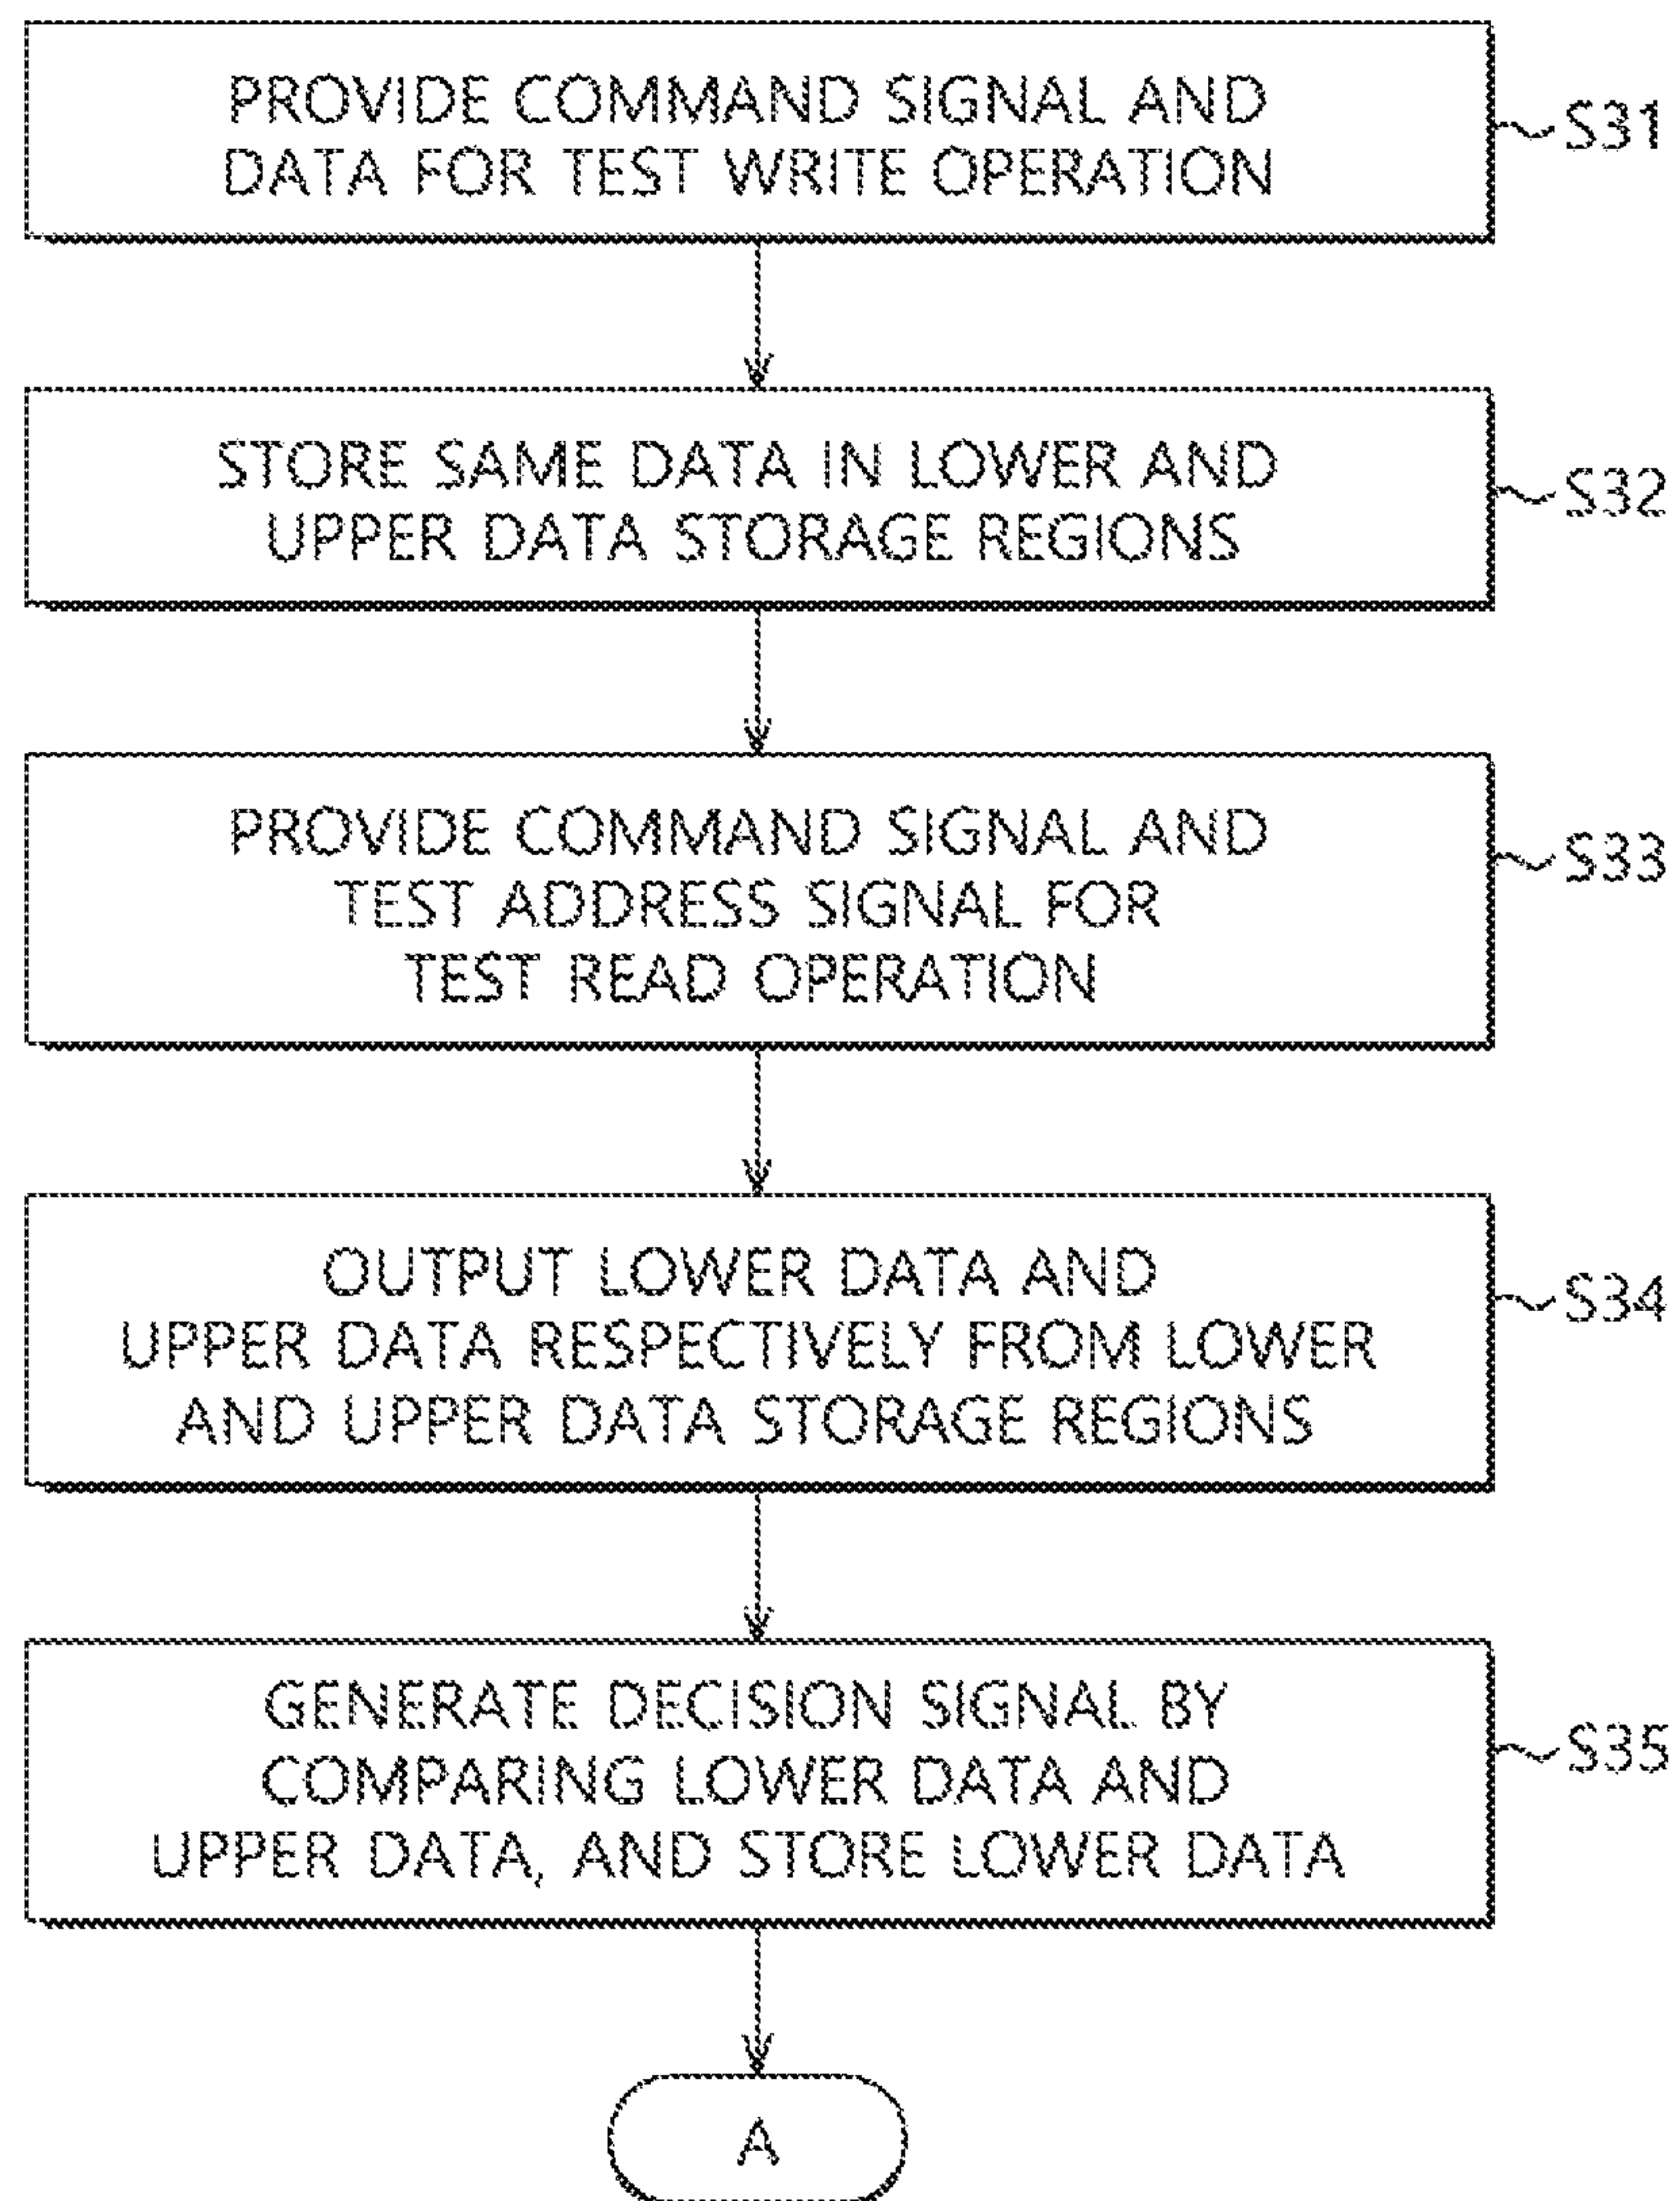 PROVIDE COMMAND SIGNAL AND
DATA FOR TEST WRITE OPERATION
S31
STORE SAME DATA IN LOWER AND
UPPER DATA STORAGE REGIONS
S32
PROVIDE COMMAND SIGNAL AND
TEST ADDRESS SIGNAL FOR
TEST READ OPERATION
S33
OUTPUT LOWER DATA AND
UPPER DATA RESPECTIVELY FROM LOWER
AND UPPER DATA STORAGE REGIONS
S34
GENERATE DECISION SIGNAL BY
COMPARING LOWER DATA AND
UPPER DATA, AND STORE LOWER DATA
S35
A